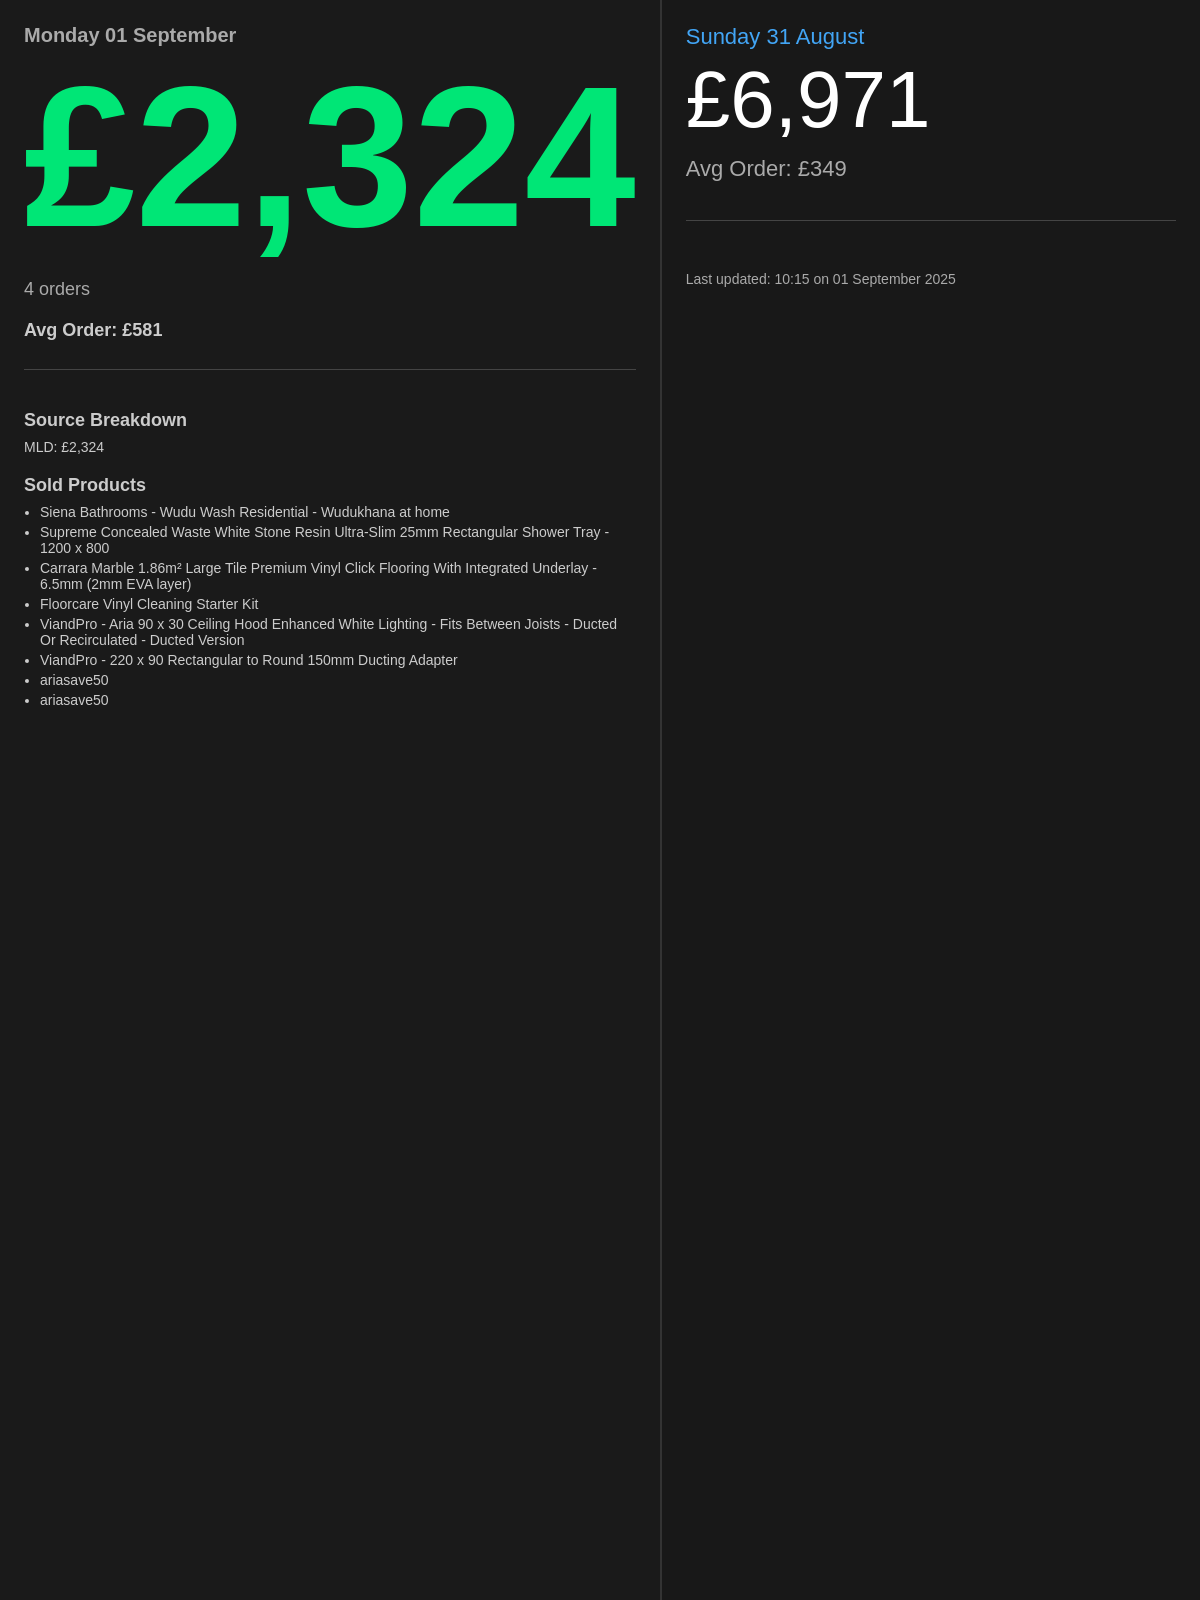 Monday 01 September
£2,324
4 orders
Avg Order: £581
Source Breakdown
MLD: £2,324
Sold Products
• Siena Bathrooms - Wudu Wash Residential - Wudukhana at home
• Supreme Concealed Waste White Stone Resin Ultra-Slim 25mm Rectangular Shower Tray -
1200 x 800
• Carrara Marble 1.86m² Large Tile Premium Vinyl Click Flooring With Integrated Underlay -
6.5mm (2mm EVA layer)
• Floorcare Vinyl Cleaning Starter Kit
• ViandPro - Aria 90 x 30 Ceiling Hood Enhanced White Lighting - Fits Between Joists - Ducted
Or Recirculated - Ducted Version
• ViandPro - 220 x 90 Rectangular to Round 150mm Ducting Adapter
• ariasave50
• ariasave50
Sunday 31 August
£6,971
Avg Order: £349
Last updated: 10:15 on 01 September 2025